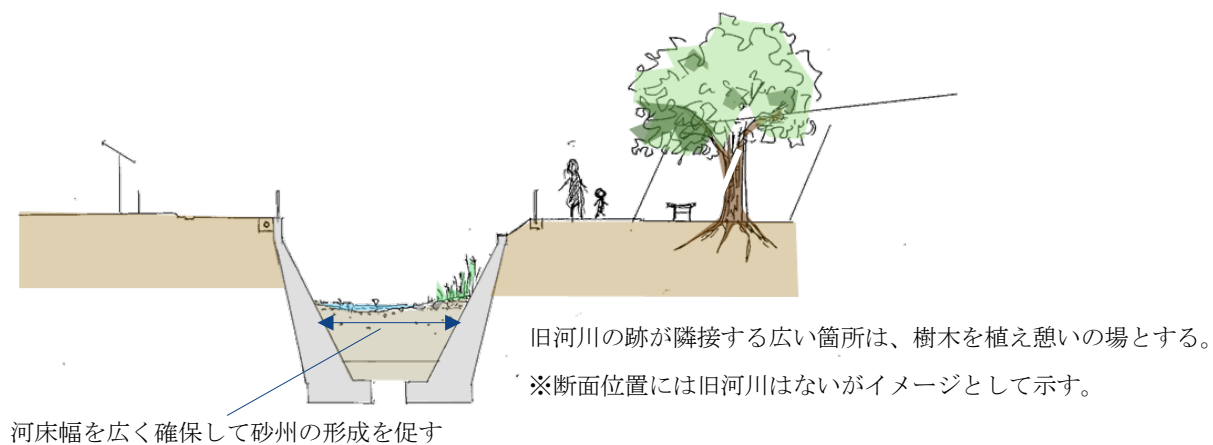 旧河川の跡が隣接する広い箇所は、樹木を植え憩いの場とする。
※断面位置には旧河川はないがイメージとして示す。
河床幅を広く確保して砂州の形成を促す